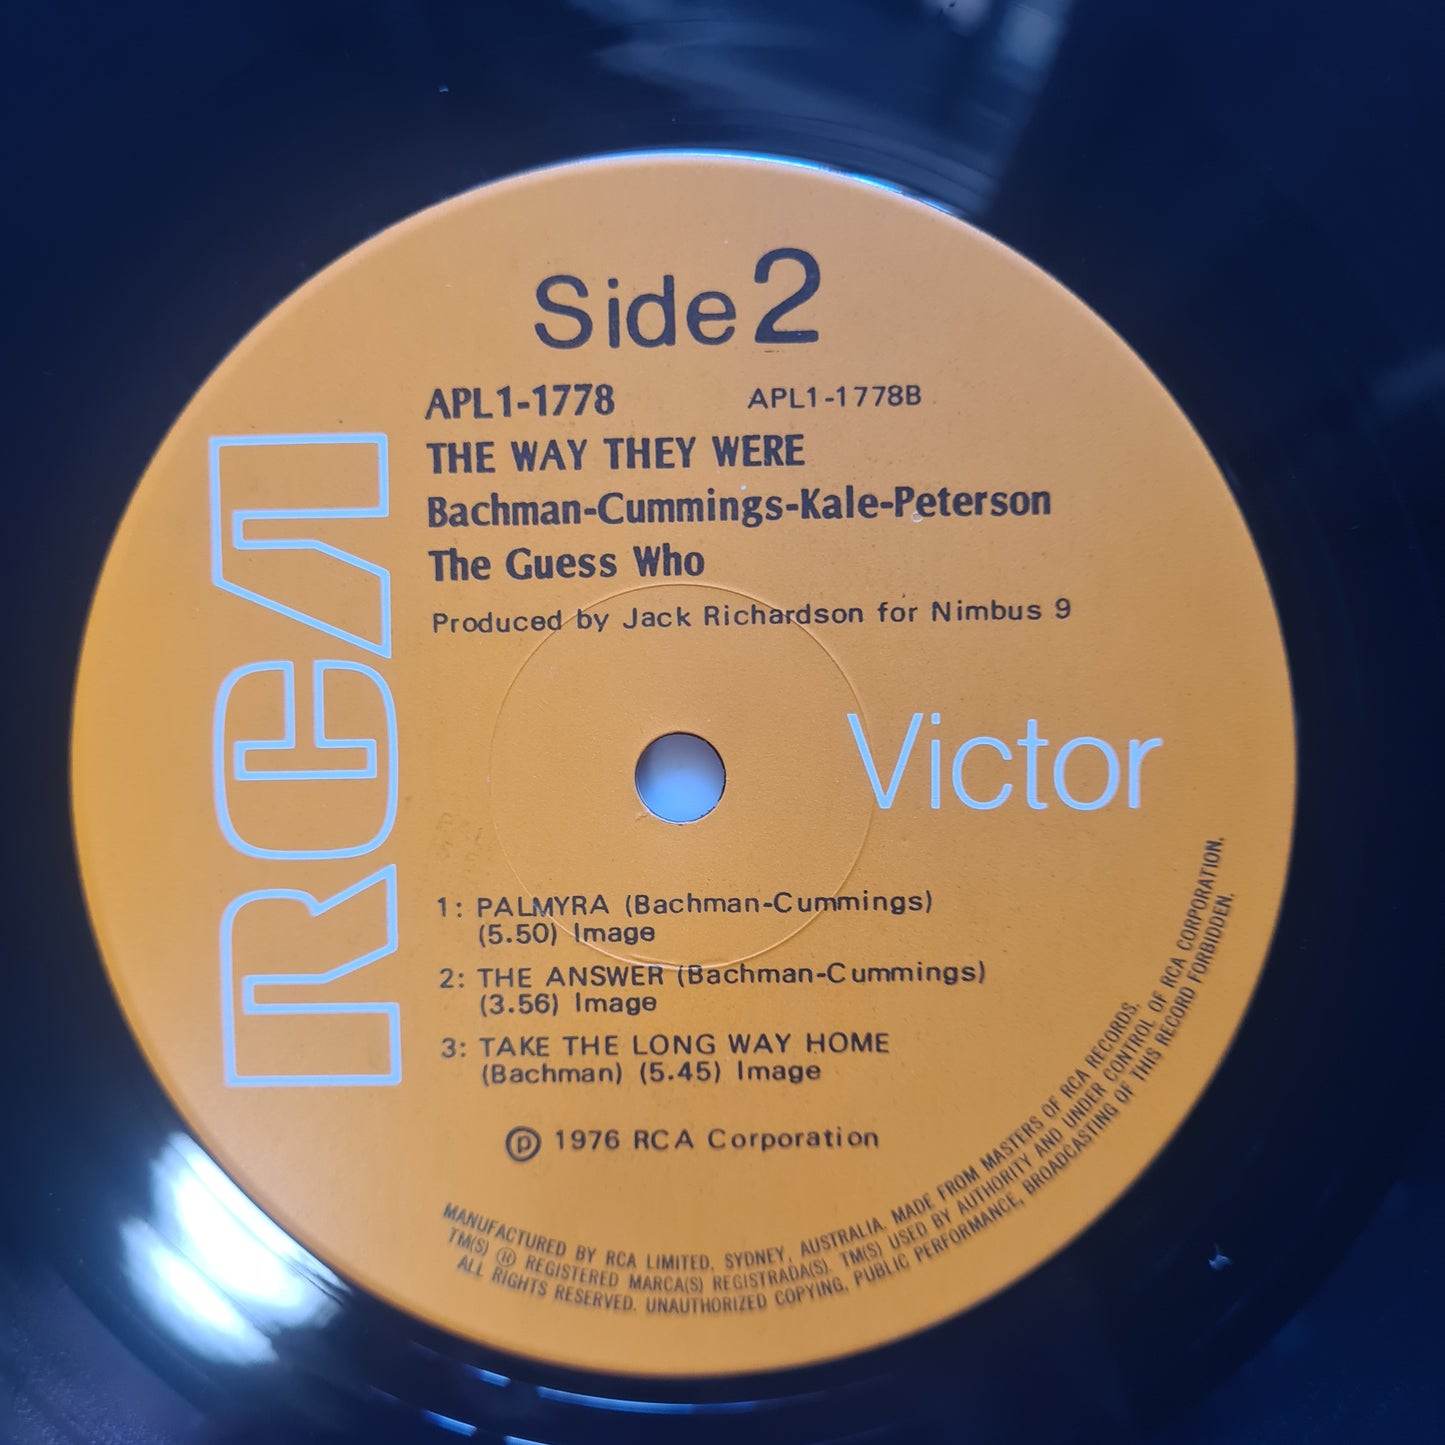 Side 2
APL1-1778 APL1-1778B
THE WAY THEY WERE
Bachman-Cummings-Kale-Peterson
The Guess Who
Produced by Jack Richardson for Nimbus 9
RCA
Victor
1: PALMYRA (Bachman-Cummings)
(5.50) Image
2: THE ANSWER (Bachman-Cummings)
(3.56) Image
3: TAKE THE LONG WAY HOME
(Bachman) (5.45) Image
℗ 1976 RCA Corporation
MANUFACTURED BY RCA LIMITED, SYDNEY, AUSTRALIA. MADE FROM MASTERS OF RCA RECORDS.
TM(S) ® REGISTERED MARCA(S) REGISTRADA(S). TM(S) USED BY AUTHORITY AND UNDER CONTROL OF RCA CORPORATION.
ALL RIGHTS RESERVED. UNAUTHORIZED COPYING, PUBLIC PERFORMANCE, BROADCASTING OF THIS RECORD FORBIDDEN.